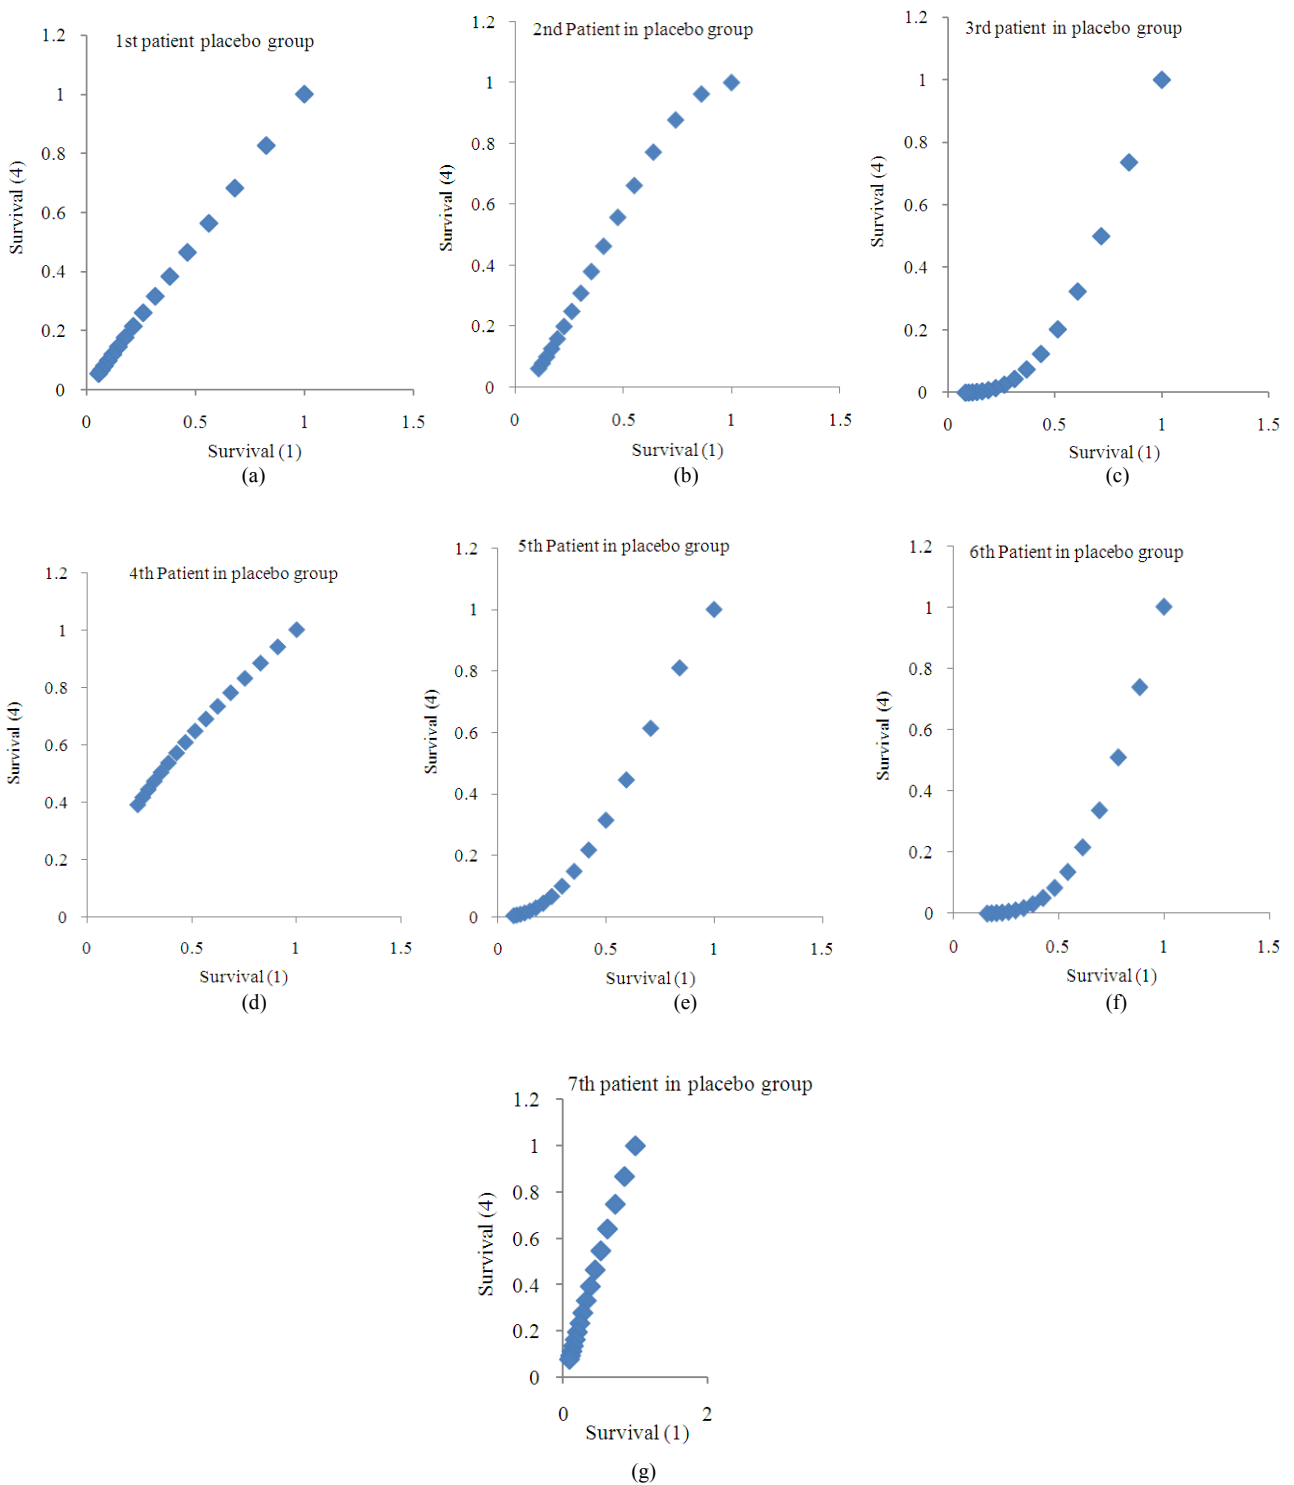 1st patient placebo group
1.2
1
0.8
0.6
0.4
0.2
0
0 0.5 1 1.5
Survival (4)
Survival (1)
(a)
2nd Patient in placebo group
1.2
1
0.8
0.6
0.4
0.2
0
0 0.5 1 1.5
Survival (4)
Survival (1)
(b)
3rd patient in placebo group
1.2
1
0.8
0.6
0.4
0.2
0
0 0.5 1 1.5
Survival (4)
Survival (1)
(c)
4th Patient in placebo group
1.2
1
0.8
0.6
0.4
0.2
0
0 0.5 1 1.5
Survival (4)
Survival (1)
(d)
5th Patient in placebo group
1.2
1
0.8
0.6
0.4
0.2
0
0 0.5 1 1.5
Survival (4)
Survival (1)
(e)
6th Patient in placebo group
1.2
1
0.8
0.6
0.4
0.2
0
0 0.5 1 1.5
Survival (4)
Survival (1)
(f)
7th patient in placebo group
1.2
1
0.8
0.6
0.4
0.2
0
0 2
Survival (4)
Survival (1)
(g)